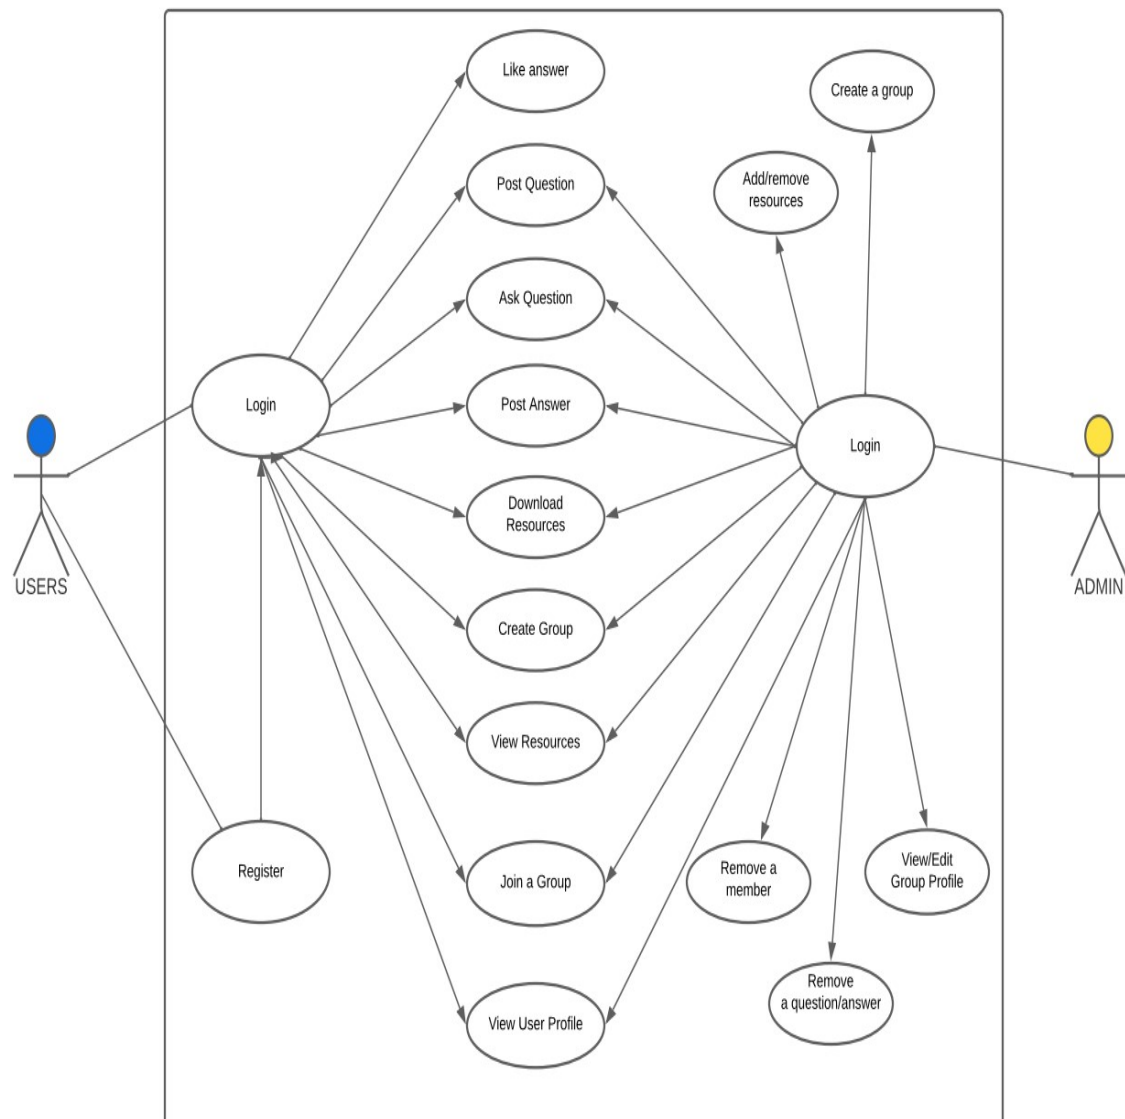 Like answer
Create a group
Post Question
Add/remove
resources
Ask Question
Login
Post Answer
Login
Download
Resources
USERS
ADMIN
Create Group
View Resources
Register
Join a Group
Remove a
member
View/Edit
Group Profile
Remove
a question/answer
View User Profile